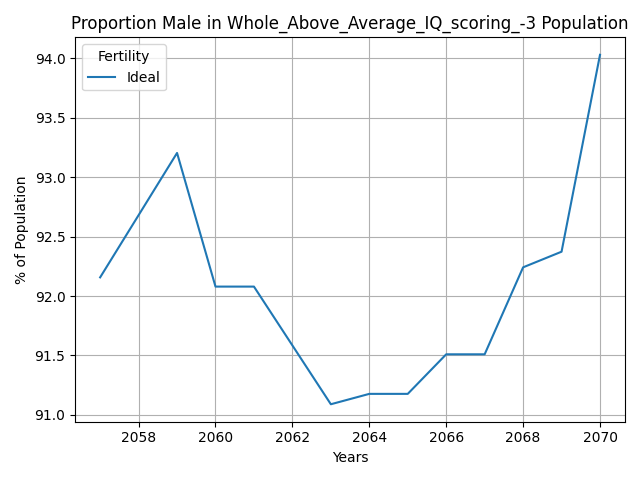 Proportion Male in Whole_Above_Average_IQ_scoring_-3 Population
Fertility
Ideal
% of Population
94.0
93.5
93.0
92.5
92.0
91.5
91.0
2058 2060 2062 2064 2066 2068 2070
Years